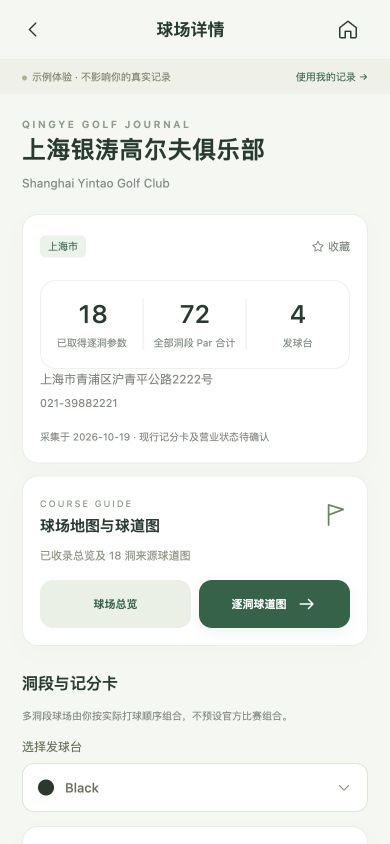 球场详情
示例体验 · 不影响你的真实记录
使用我的记录 →
QINGYE GOLF JOURNAL
上海银涛高尔夫俱乐部
Shanghai Yintao Golf Club
上海市
收藏
18
72
4
已取得逐洞参数
全部洞段 Par 合计
发球台
上海市青浦区沪青平公路2222号
021-39882221
采集于 2026-10-19 · 现行记分卡及营业状态待确认
COURSE GUIDE
球场地图与球道图
已收录总览及 18 洞来源球道图
球场总览
逐洞球道图 →
洞段与记分卡
多洞段球场由你按实际打球顺序组合，不预设官方比赛组合。
选择发球台
Black